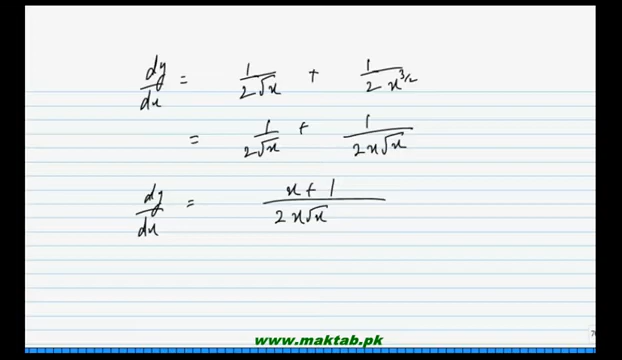 dy/dx = 1/2√x + 1/2x^3/2
= 1/2√x + 1/2x√x
dy/dx = x+1/2x√x
www.maktab.pk